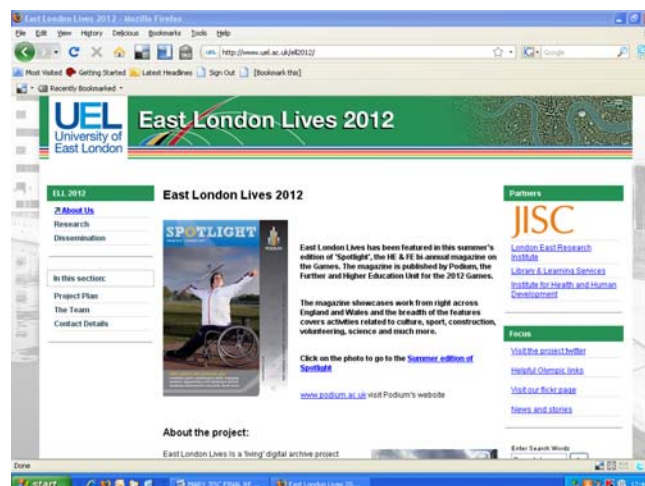 East London Lives 2012 - Mozilla Firefox
File Edit View History Delicious Bookmarks Tools Help
http://www.uel.ac.uk/ell2012/
Google
Most Visited Getting Started Latest Headlines Sign Out [Bookmark this]
Recently Bookmarked
UEL
University of
East London
East London Lives 2012
ELL 2012
About Us
Research
Dissemination
In this section:
Project Plan
The Team
Contact Details
East London Lives 2012
SPOTLIGHT
PODIUM
East London Lives has been featured in this summer's
edition of 'Spotlight', the HE & FE bi-annual magazine on
the Games. The magazine is published by Podium, the
Further and Higher Education Unit for the 2012 Games.
The magazine showcases work from right across
England and Wales and the breadth of the features
covers activities related to culture, sport, construction,
volunteering, science and much more.
Click on the photo to go to the Summer edition of
Spotlight
www.podium.ac.uk visit Podium's website
About the project:
East London Lives is a 'living' digital archive project
Partners
JISC
London East Research
Institute
Library & Learning Services
Institute for Health and Human
Development
Focus
Visit the project twitter
Helpful Olympic links
Visit our flickr page
News and stories
Enter Search Words
Done
start
MARY JISC FINAL RE...
East London Lives 20...